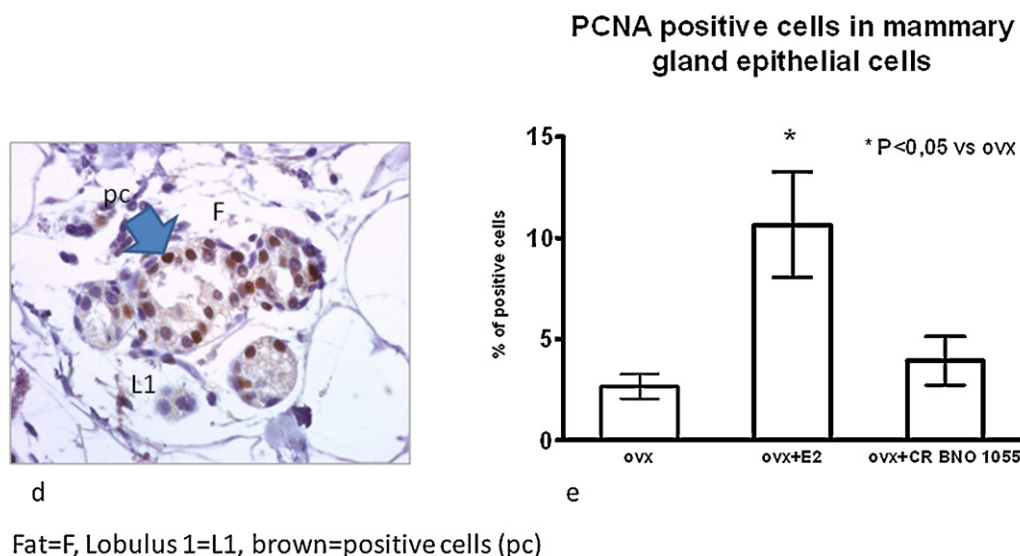 PCNA positive cells in mammary
gland epithelial cells
pc
F
L1
d
15
10
5
0
% of positive cells
*
* P<0,05 vs ovx
ovx
ovx+E2
ovx+CR BNO 1055
e
Fat=F, Lobulus 1=L1, brown=positive cells (pc)